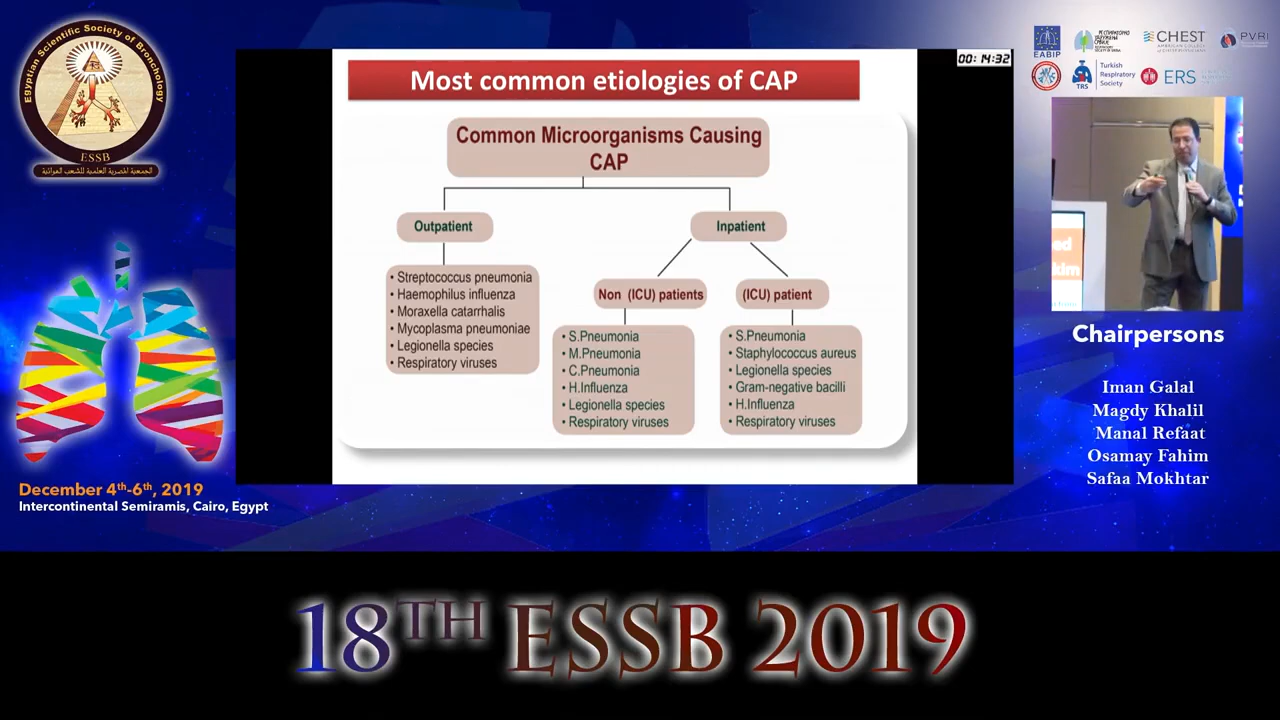 Egyptian Scientific Society of Bronchology
ESSB
الجمعية المصرية العلمية للشعب الهوائية
December 4th-6th, 2019
Intercontinental Semiramis, Cairo, Egypt
00:14:32
Most common etiologies of CAP
Common Microorganisms Causing
CAP
Outpatient
• Streptococcus pneumonia
• Haemophilus influenza
• Moraxella catarrhalis
• Mycoplasma pneumoniae
• Legionella species
• Respiratory viruses
Inpatient
Non (ICU) patients
• S.Pneumonia
• M.Pneumonia
• C.Pneumonia
• H.Influenza
• Legionella species
• Respiratory viruses
(ICU) patient
• S.Pneumonia
• Staphylococcus aureus
• Legionella species
• Gram-negative bacilli
• H.Influenza
• Respiratory viruses
EABIP
CHEST
PVRI
TRS
Turkish
Respiratory
Society
ERS
Chairpersons
Iman Galal
Magdy Khalil
Manal Refaat
Osamay Fahim
Safaa Mokhtar
18TH ESSB 2019